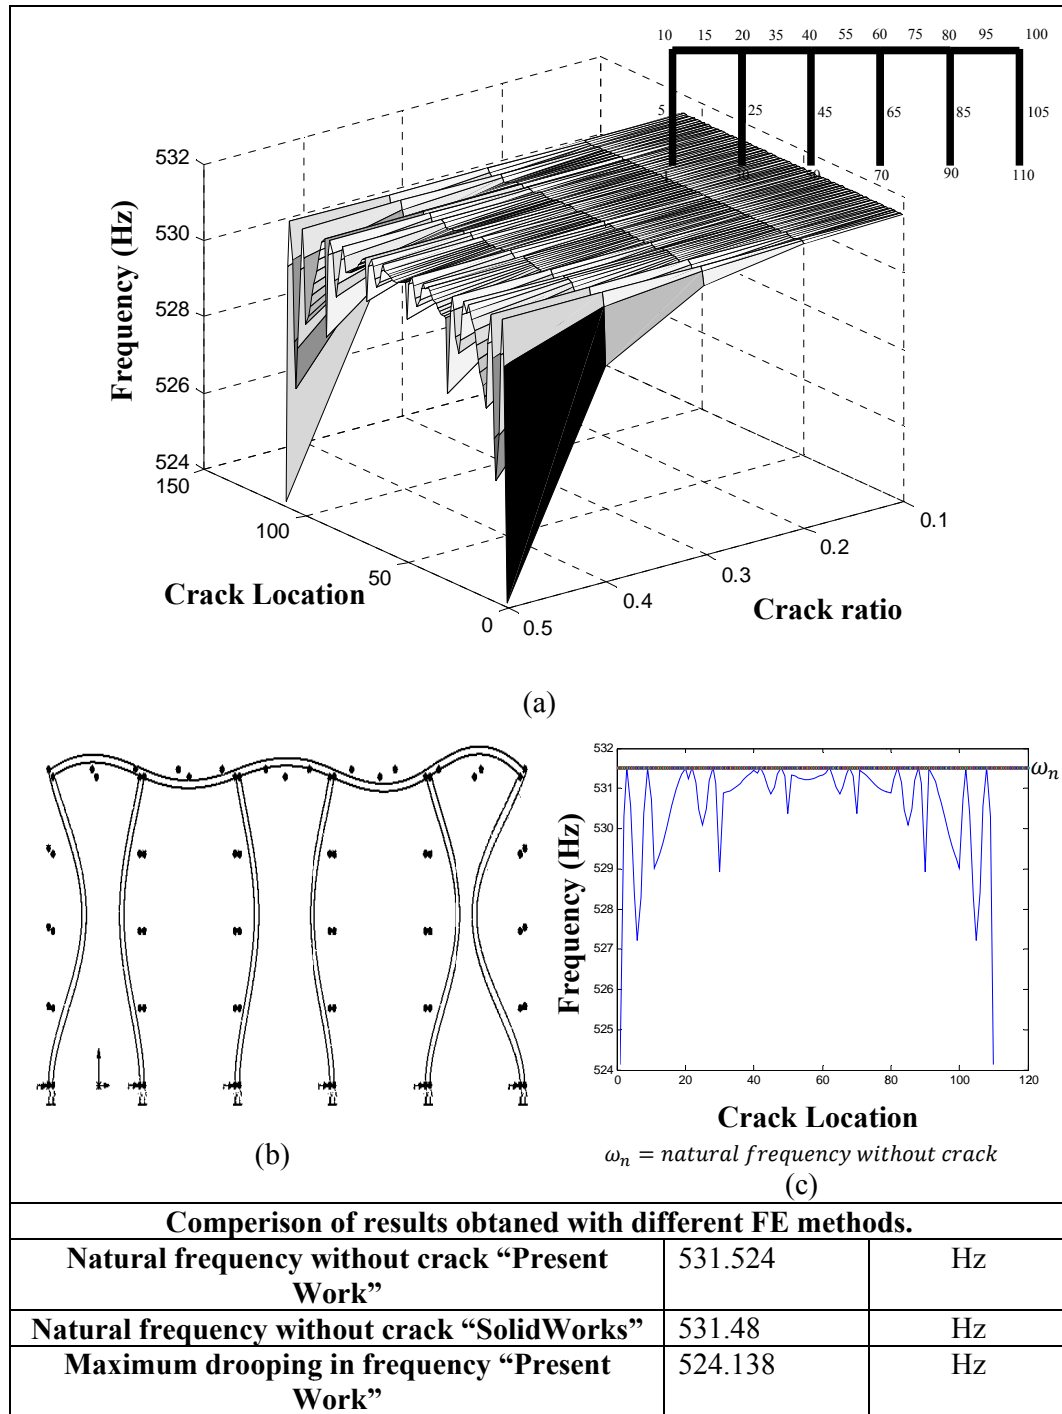 10 15 20 35 40 55 60 75 80 95 100
5 25 45 65 85 105
70 90 110
532
530
528
526
524
150
100
50
0
0.5
0.4
0.3
0.2
0.1
Frequency (Hz)
Crack Location
Crack ratio
(a)
(b)
532
531
530
529
528
527
526
525
524
0 20 40 60 80 100 120
ωn
Frequency (Hz)
Crack Location
ωn = natural frequency without crack
(c)
Comperison of results obtaned with different FE methods.
Natural frequency without crack “Present
Work” 531.524 Hz
Natural frequency without crack “SolidWorks” 531.48 Hz
Maximum drooping in frequency “Present
Work” 524.138 Hz